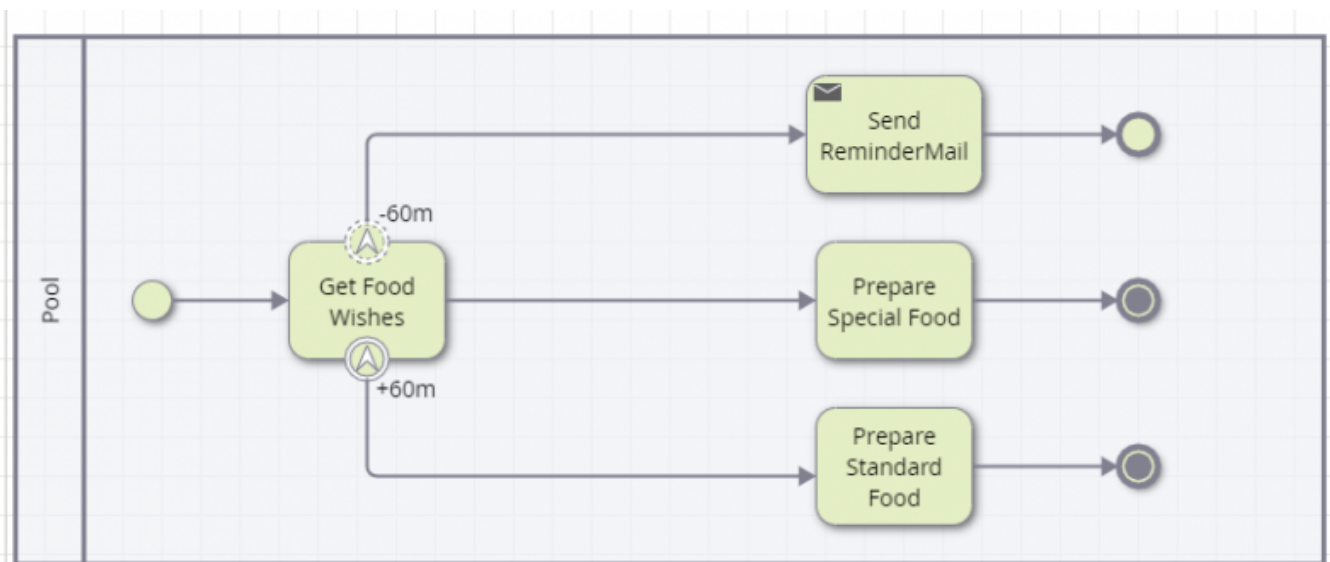 Send
ReminderMail
-60m
Pool
Get Food
Wishes
Prepare
Special Food
+60m
Prepare
Standard
Food